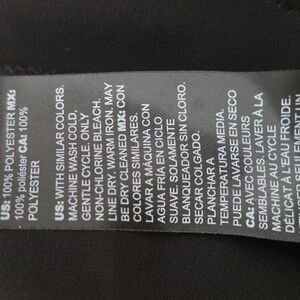 US: 100% POLYESTER MX:
100% poliéster CA: 100%
POLYESTER
US: WITH SIMILAR COLORS.
MACHINE WASH COLD,
GENTLE CYCLE. ONLY
NON-CHLORINE BLEACH.
LINE DRY. WARM IRON. MAY
BE DRY CLEANED MX: CON
COLORES SIMILARES.
LAVAR A MÁQUINA CON
AGUA FRÍA EN CICLO
SUAVE. SOLAMENTE
BLANQUEADOR SIN CLORO.
SECAR COLGADO.
PLANCHAR A
TEMPERATURA MEDIA.
PUEDE LAVARSE EN SECO
CA: AVEC COULEURS
SEMBLABLES. LAVER À LA
MACHINE AU CYCLE
DÉLICAT À L'EAU FROIDE.